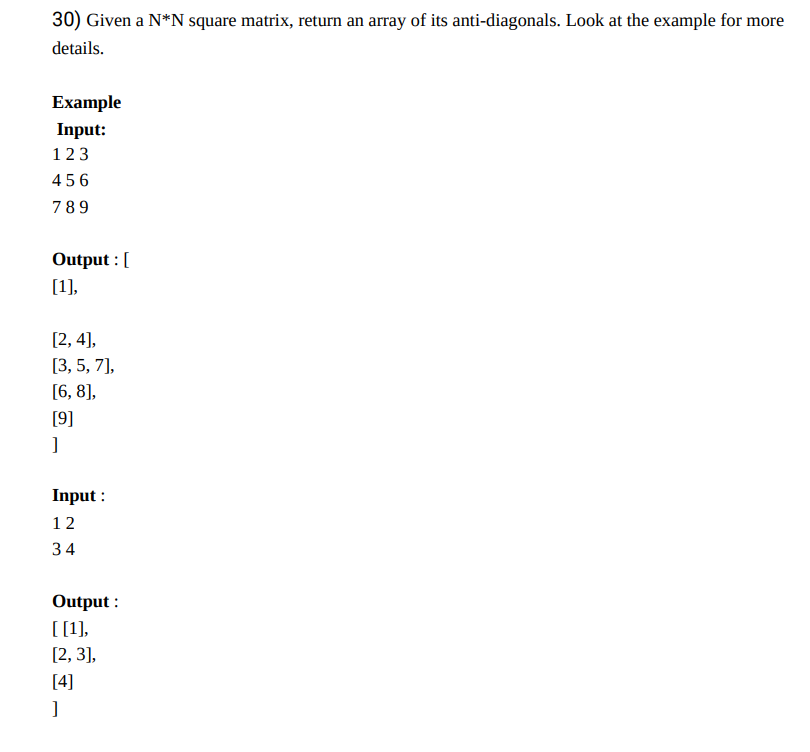 30) Given a N*N square matrix, return an array of its anti-diagonals. Look at the example for more
details.
Example
Input:
1 2 3
4 5 6
7 8 9
Output : [
[1],
[2, 4],
[3, 5, 7],
[6, 8],
[9]
]
Input :
1 2
3 4
Output :
[ [1],
[2, 3],
[4]
]